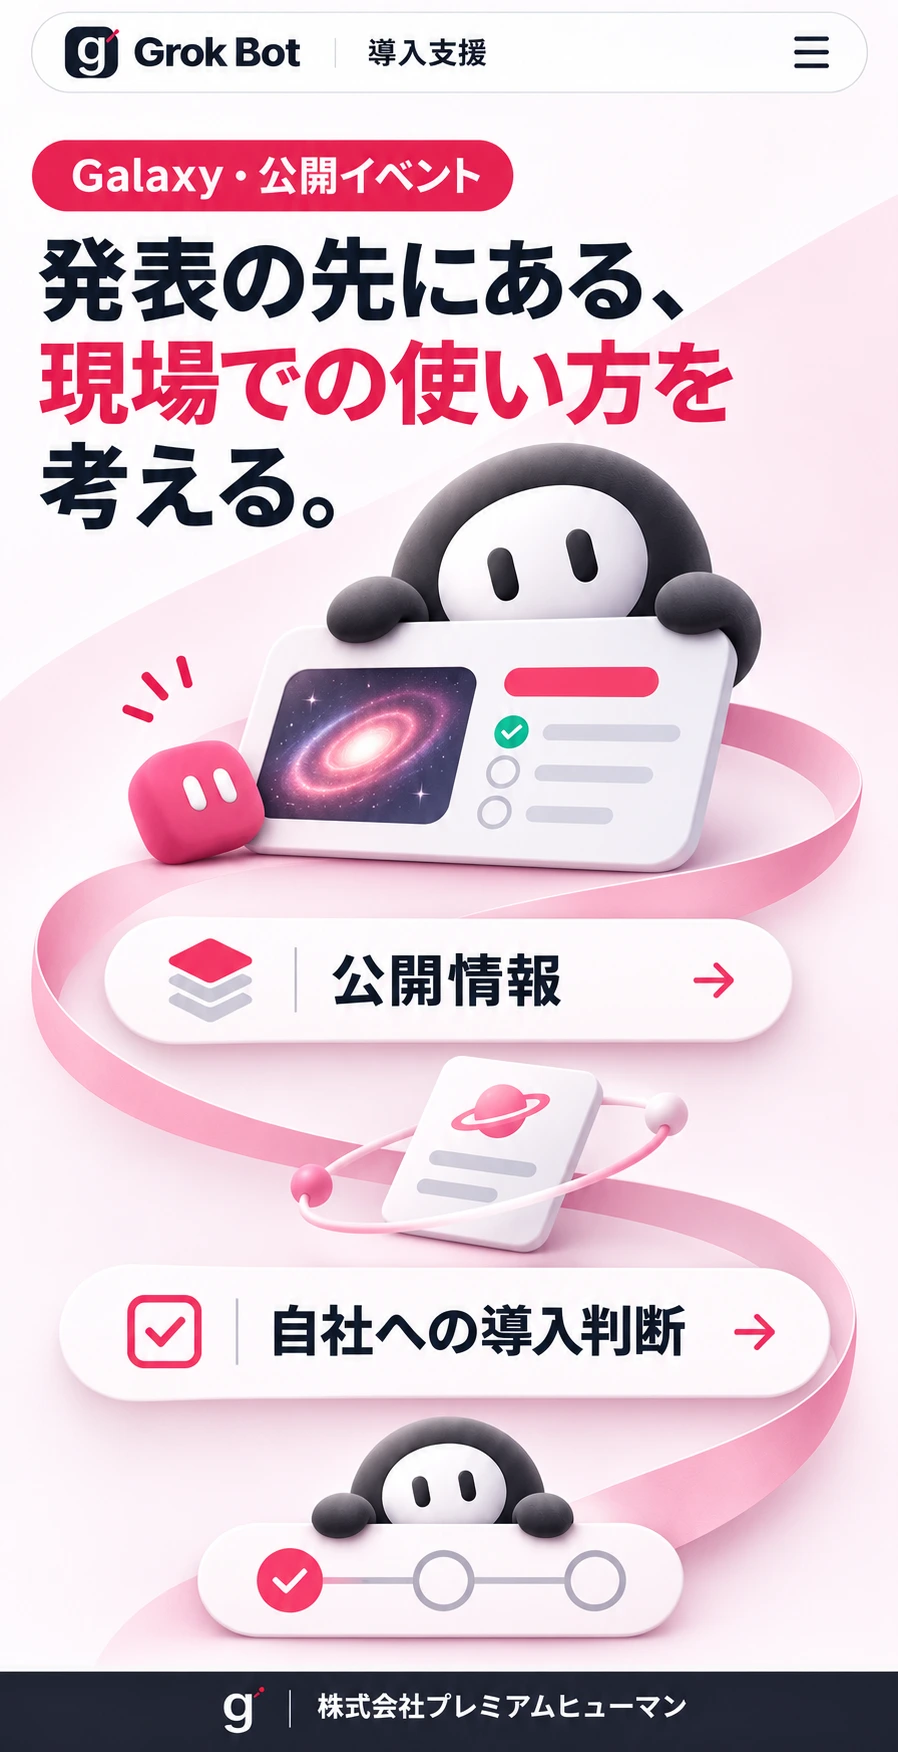 g Grok Bot 導入支援
Galaxy・公開イベント
発表の先にある、
現場での使い方を
考える。
公開情報
自社への導入判断
g 株式会社プレミアムヒューマン